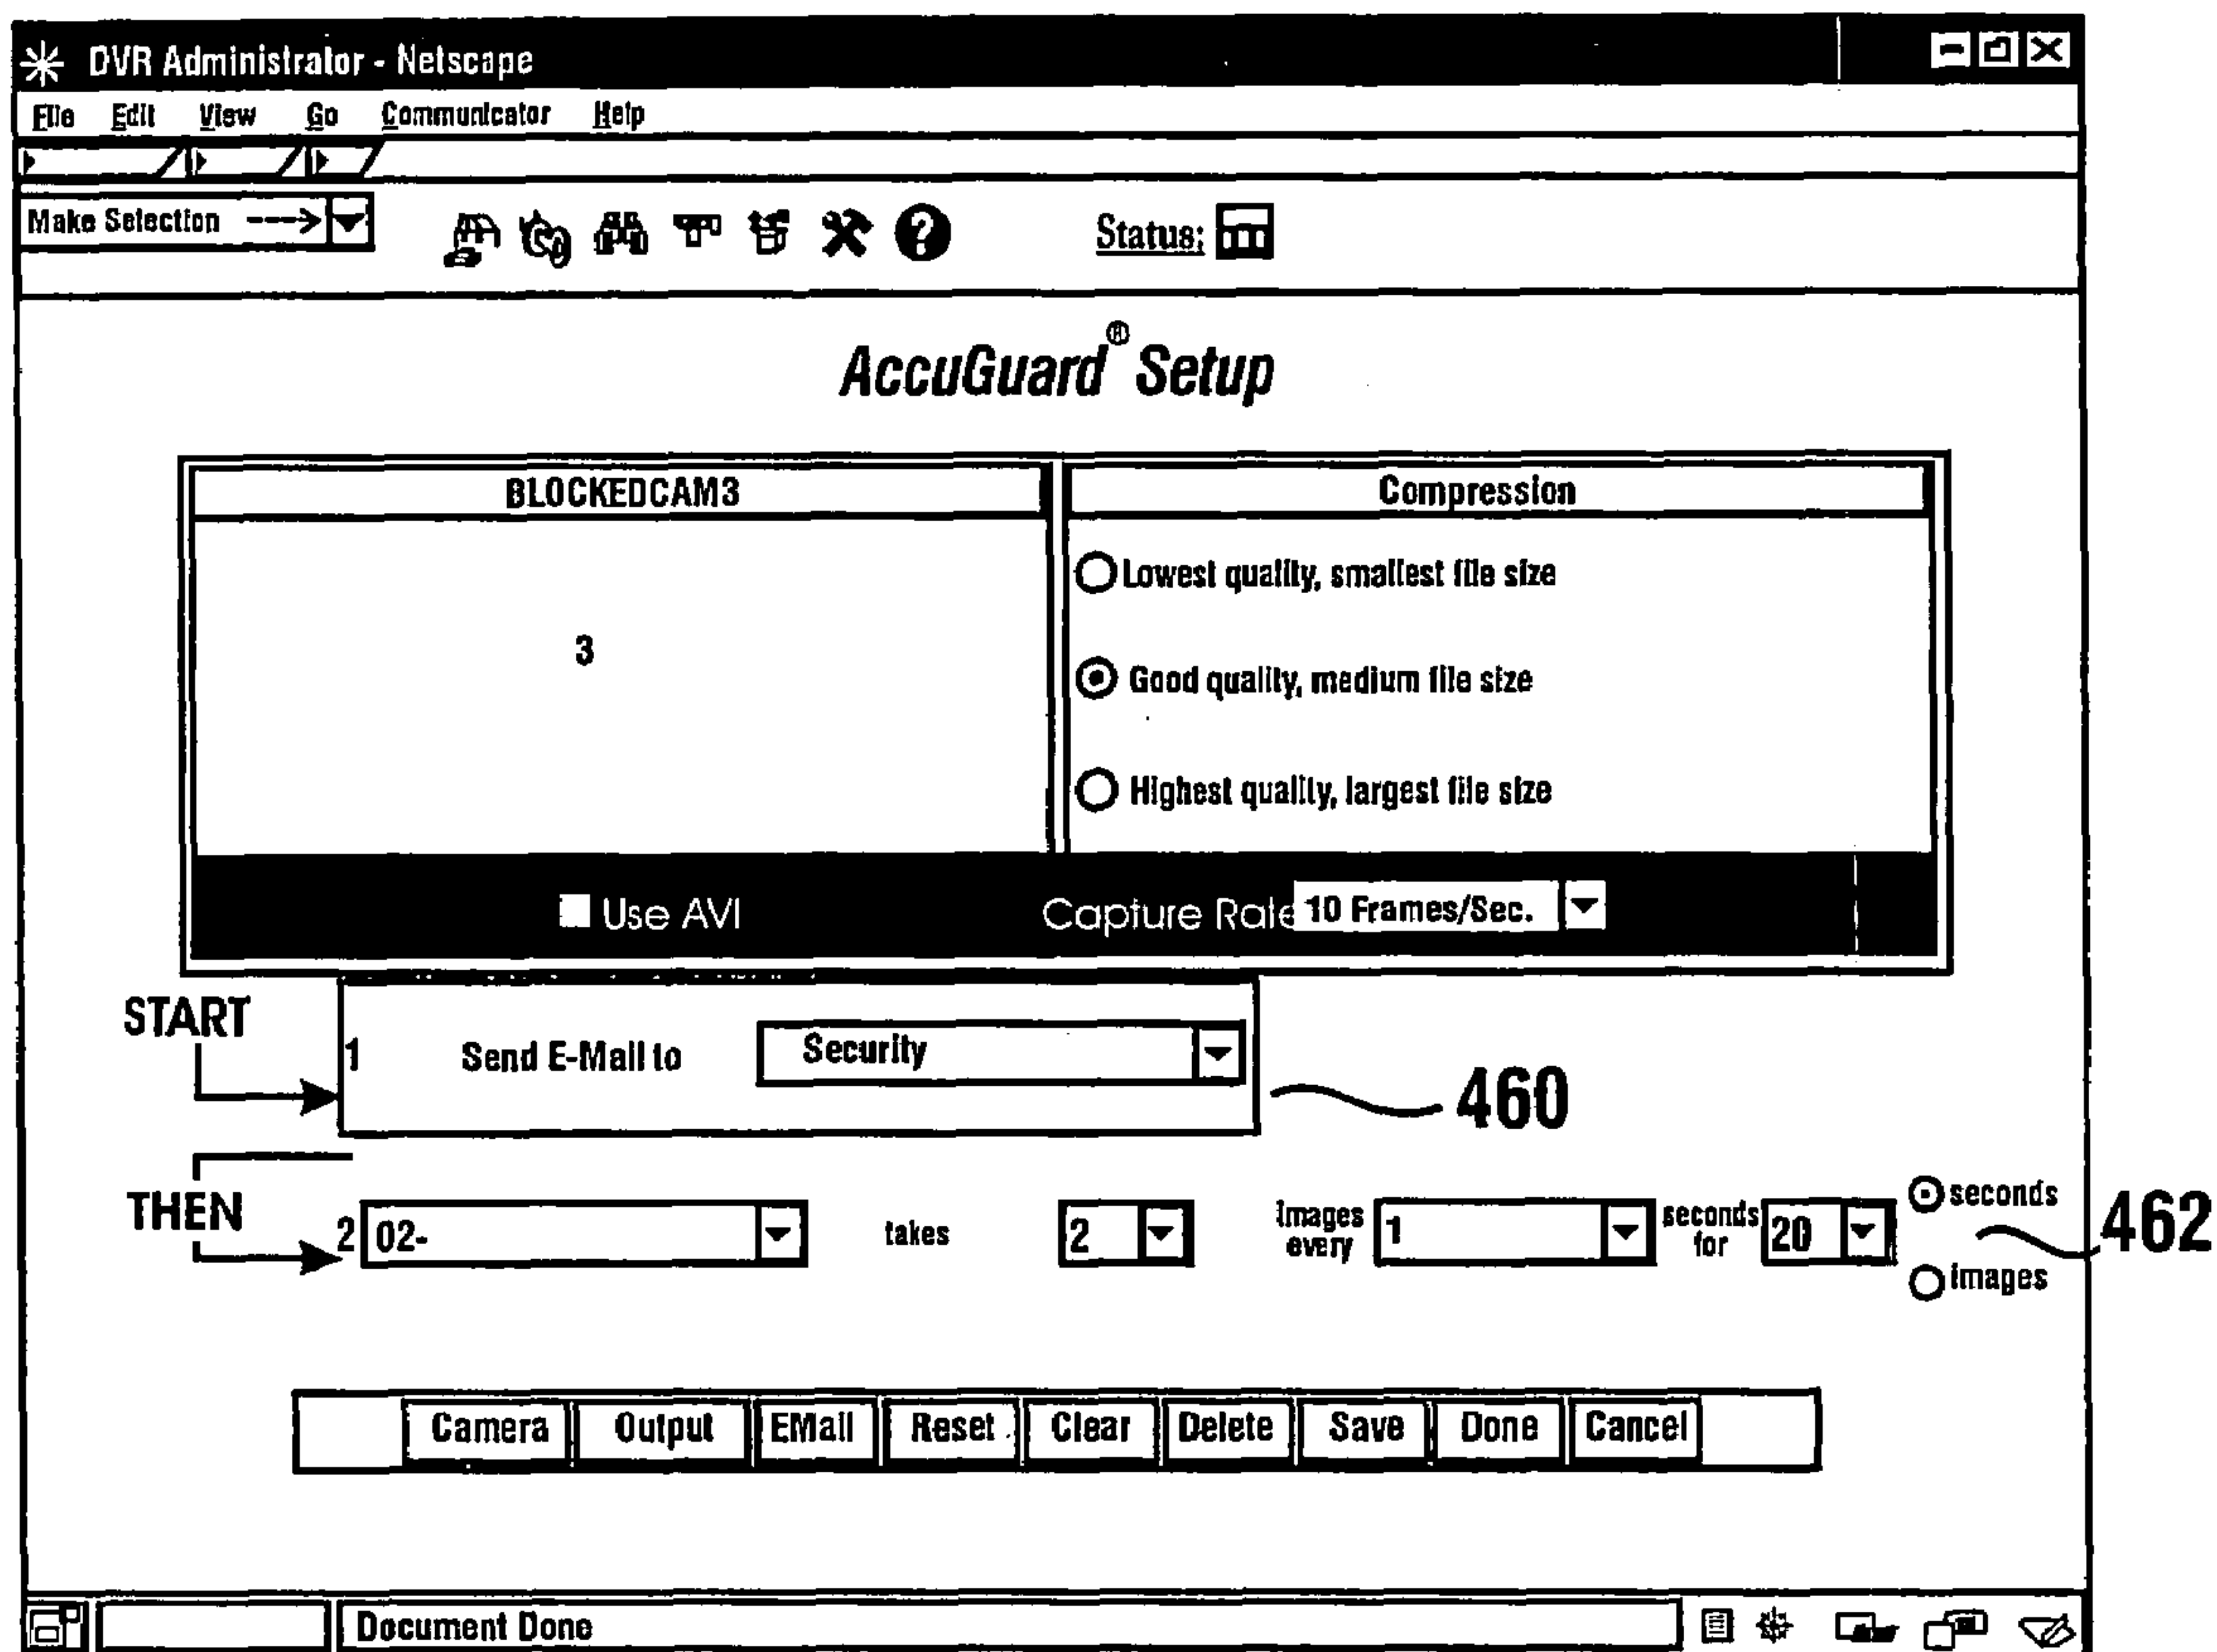 DVR Administrator - Netscape
File Edit View Go Communicator Help
Make Selection --->
Status:
AccuGuard® Setup
BLOCKEDCAM3
Compression
Lowest quality, smallest file size
3
Good quality, medium file size
Highest quality, largest file size
Use AVI
Capture Rate 10 Frames/Sec.
START
1 Send E-Mail to Security
460
THEN
2 02- takes 2 Images every 1 seconds for 20 seconds
images
462
Camera Output EMail Reset Clear Delete Save Done Cancel
Document Done